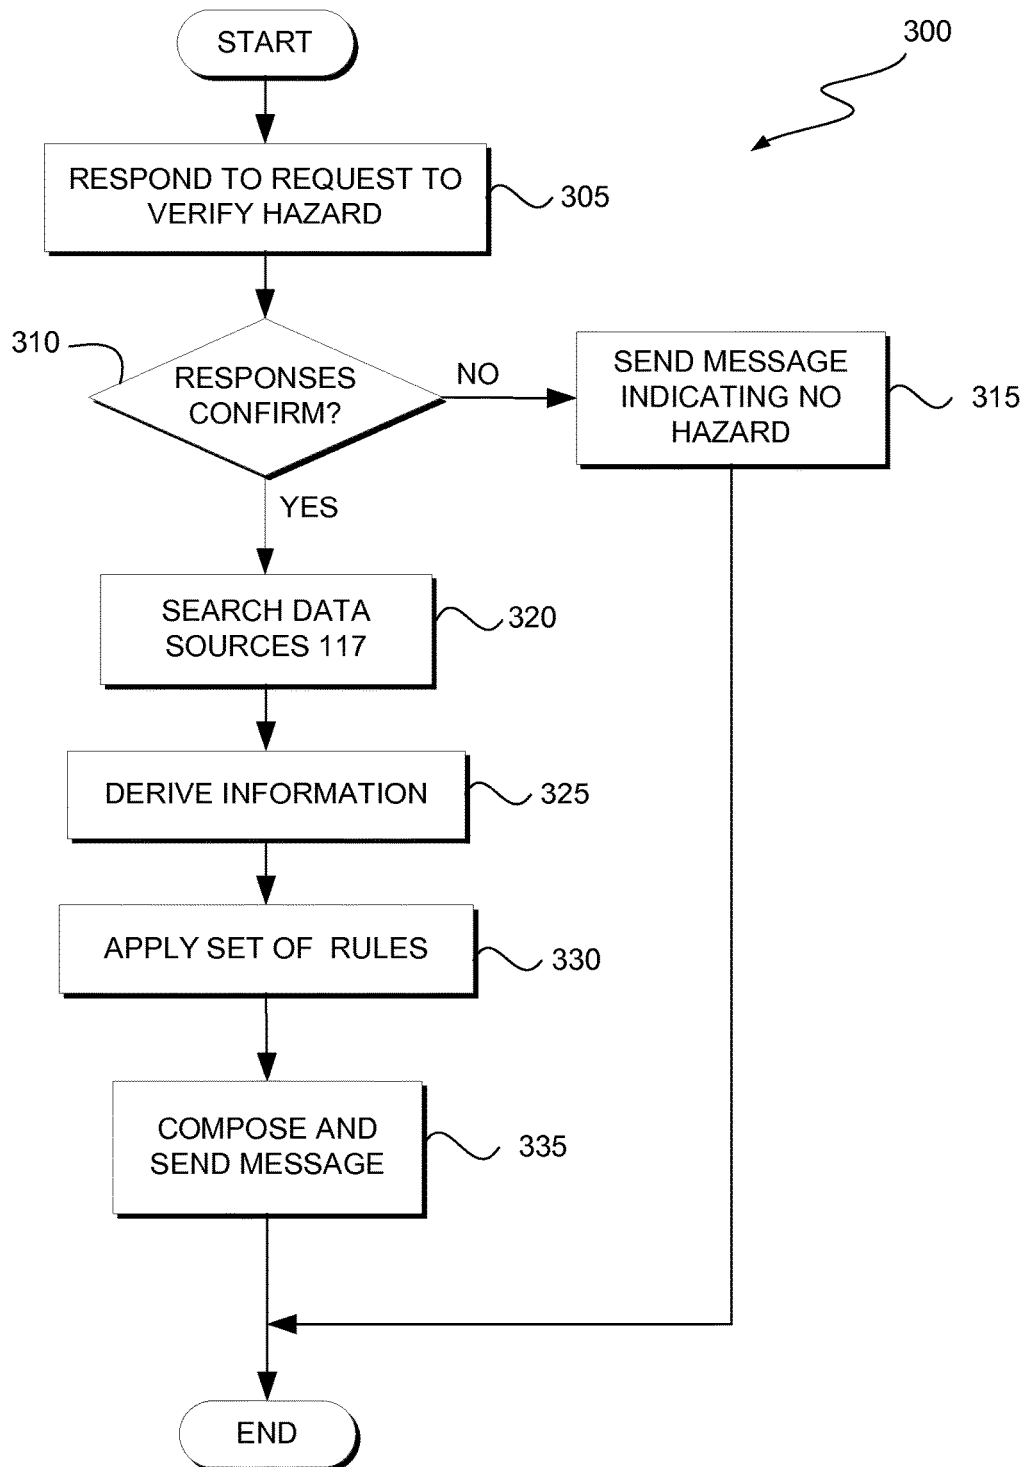 START
300
RESPOND TO REQUEST TO
VERIFY HAZARD
305
310
RESPONSES
CONFIRM?
NO
SEND MESSAGE
INDICATING NO
HAZARD
315
YES
SEARCH DATA
SOURCES 117
320
DERIVE INFORMATION
325
APPLY SET OF RULES
330
COMPOSE AND
SEND MESSAGE
335
END